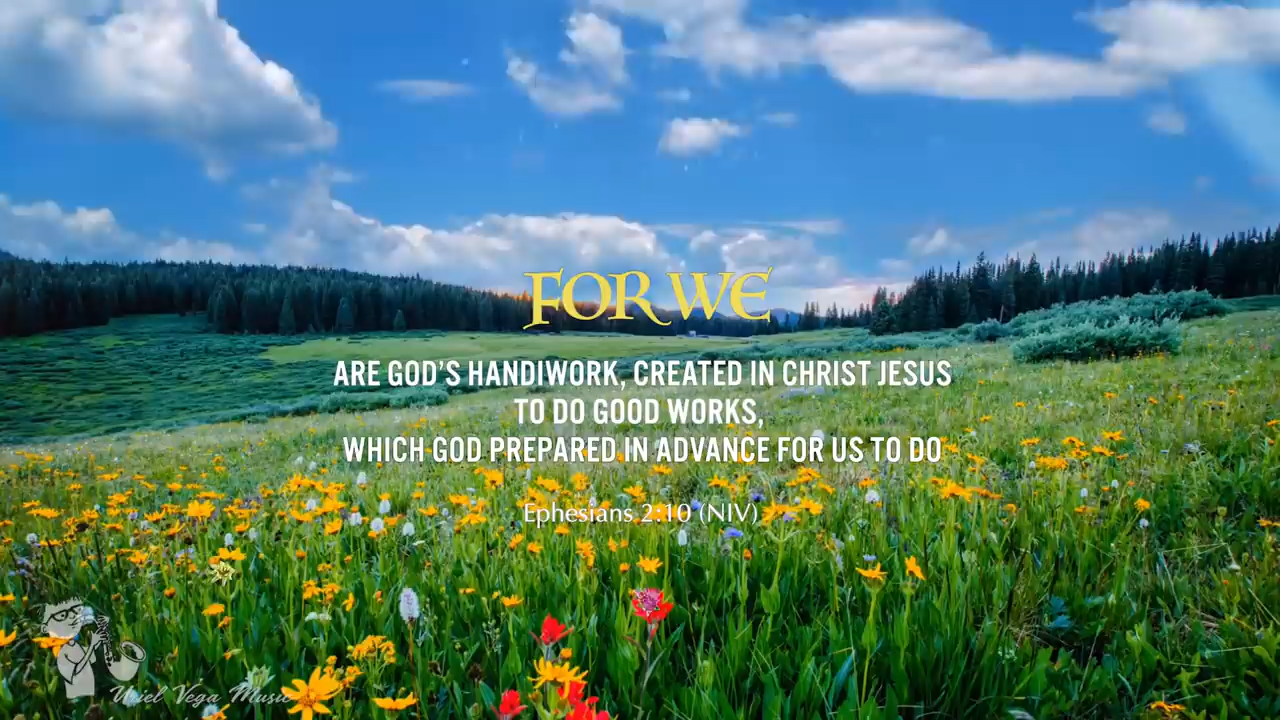 FOR WE
ARE GOD'S HANDIWORK, CREATED IN CHRIST JESUS
TO DO GOOD WORKS,
WHICH GOD PREPARED IN ADVANCE FOR US TO DO
Ephesians 2:10 (NIV)
Uriel Vega Music